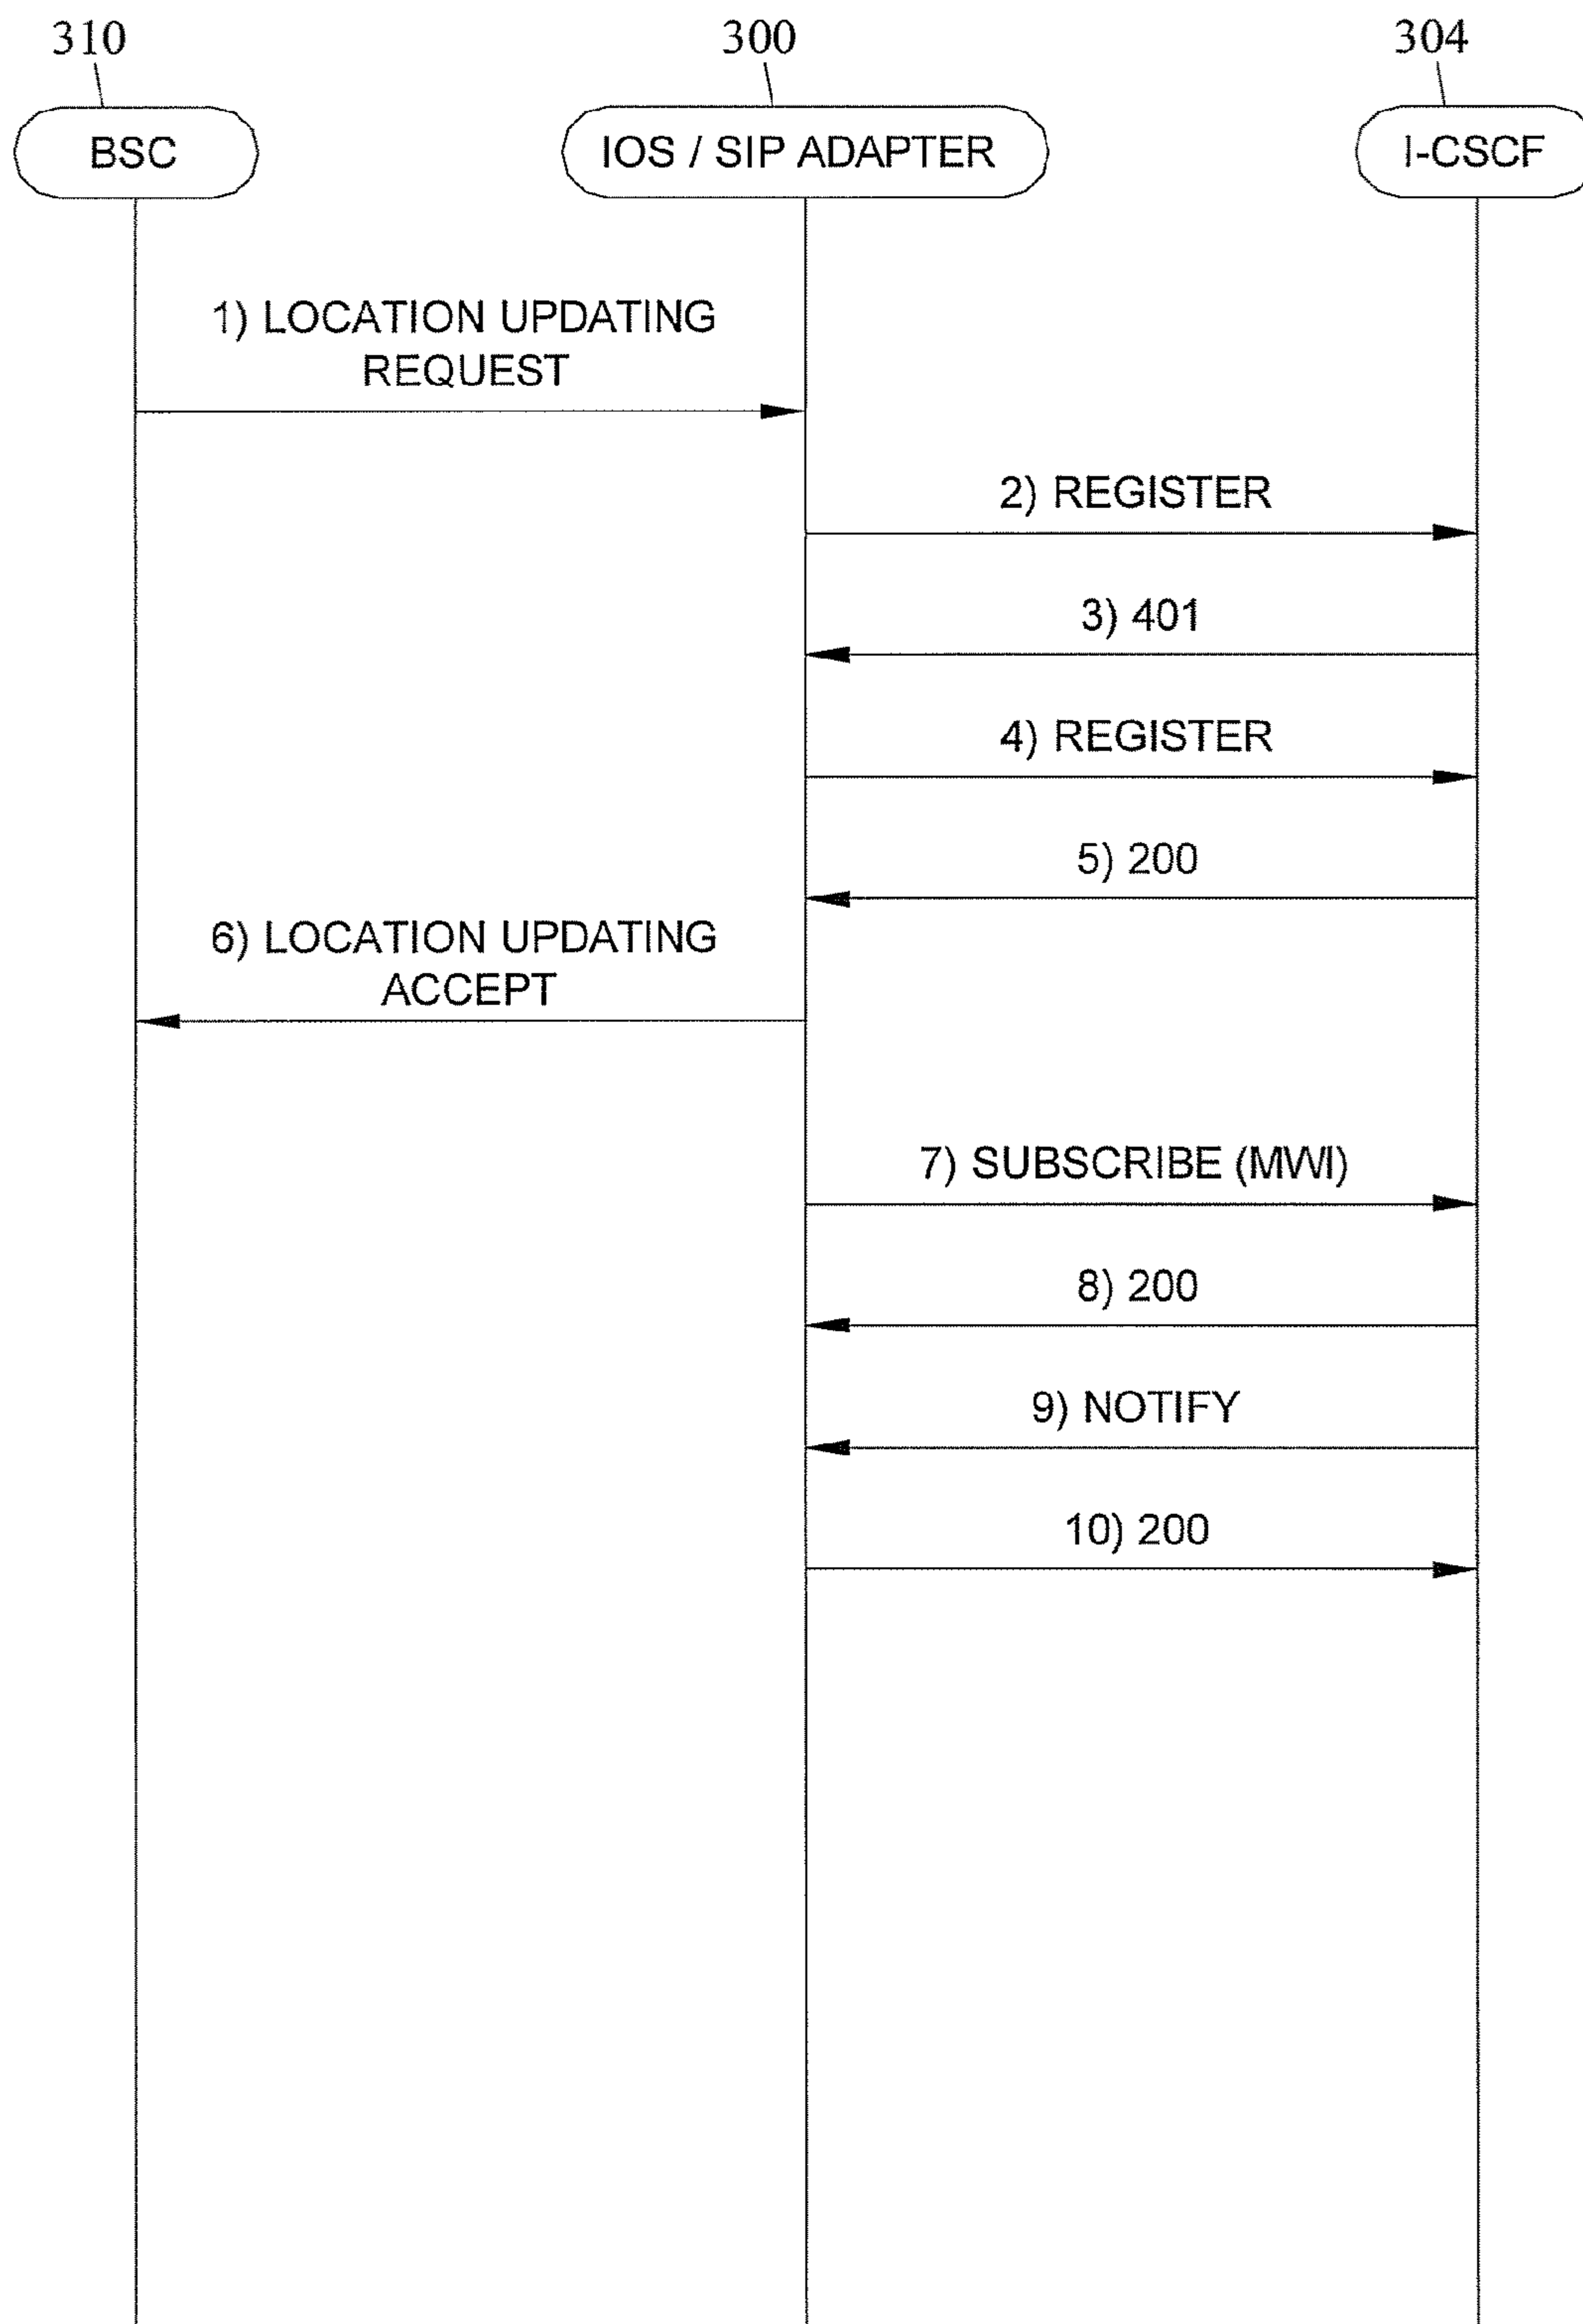 310
300
304
BSC
IOS / SIP ADAPTER
I-CSCF
1) LOCATION UPDATING
REQUEST
2) REGISTER
3) 401
4) REGISTER
5) 200
6) LOCATION UPDATING
ACCEPT
7) SUBSCRIBE (MWI)
8) 200
9) NOTIFY
10) 200